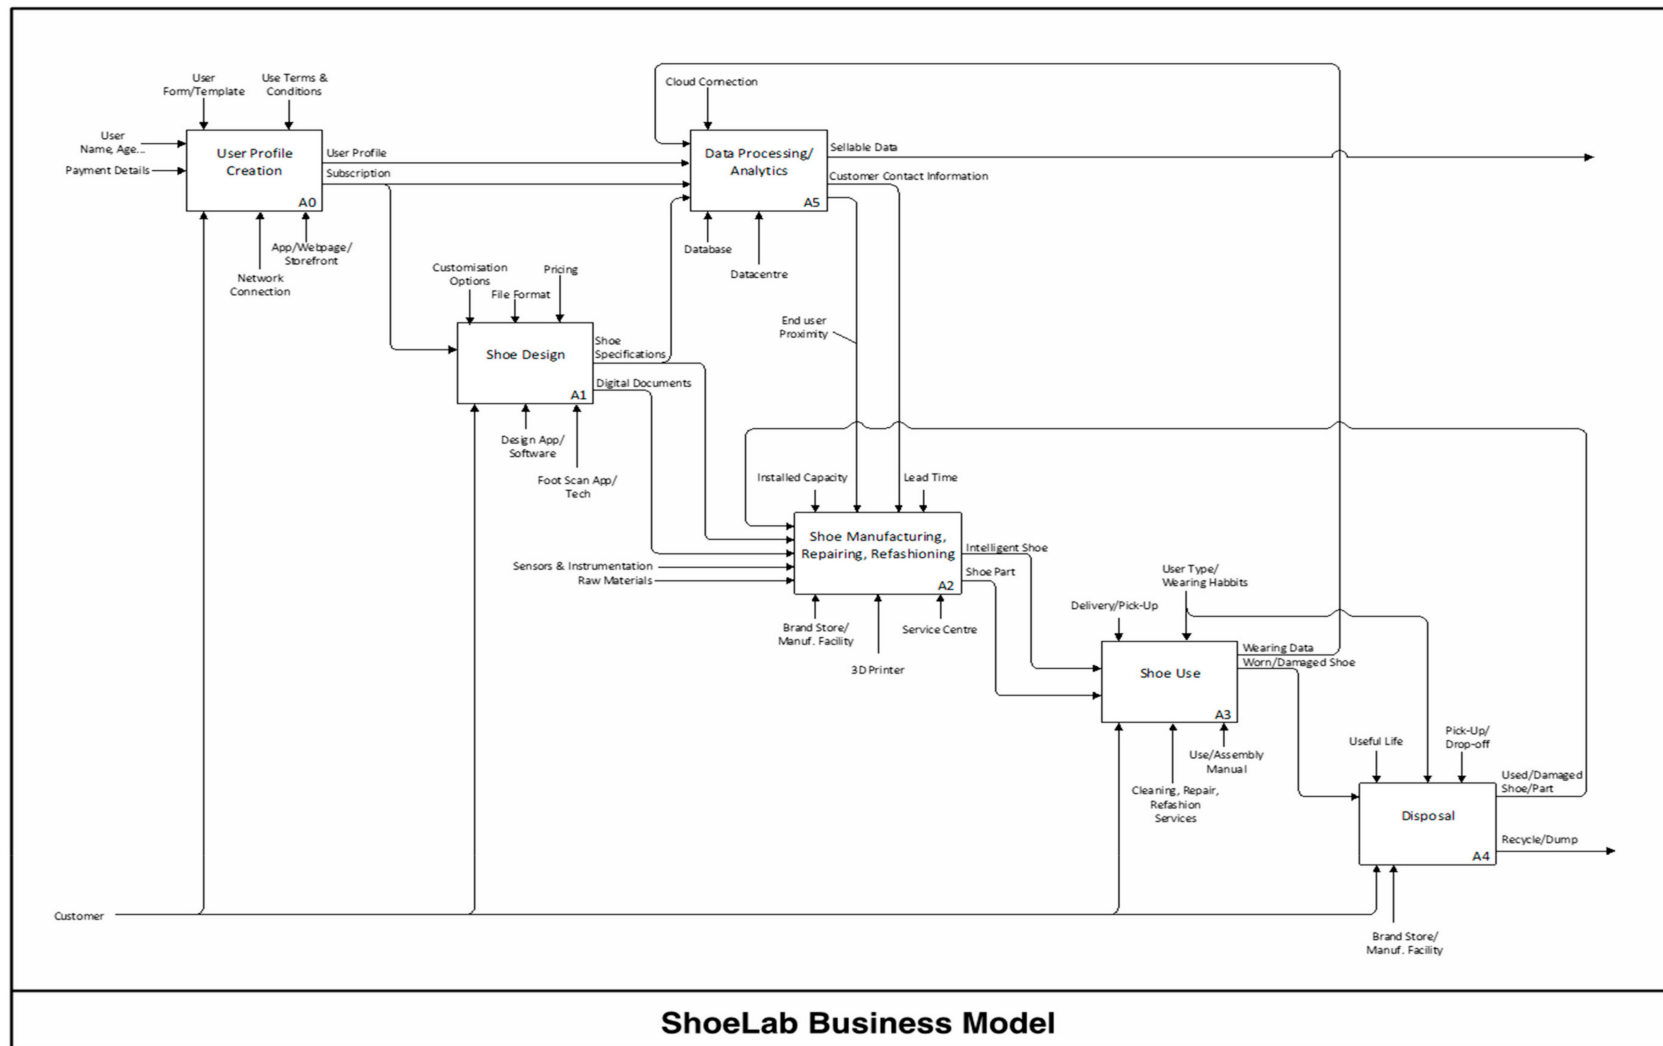 User
Form/Template
Use Terms &
Conditions
User
Name, Age...
Payment Details
User Profile
Creation
A0
User Profile
Subscription
App/Webpage/
Storefront
Network
Connection
Cloud Connection
Data Processing/
Analytics
A5
Sellable Data
Customer Contact Information
Database
Datacentre
Customisation
Options
File Format
Pricing
Shoe Design
A1
Shoe
Specifications
Digital Documents
Design App/
Software
Foot Scan App/
Tech
End user
Proximity
Installed Capacity
Lead Time
Shoe Manufacturing,
Repairing, Refashioning
A2
Sensors & Instrumentation
Raw Materials
Intelligent Shoe
Shoe Part
Brand Store/
Manuf. Facility
Service Centre
3D Printer
User Type/
Wearing Habbits
Delivery/Pick-Up
Shoe Use
A3
Wearing Data
Worn/Damaged Shoe
Use/Assembly
Manual
Cleaning, Repair,
Refashion
Services
Useful Life
Pick-Up/
Drop-off
Disposal
A4
Used/Damaged
Shoe/Part
Recycle/Dump
Customer
Brand Store/
Manuf. Facility
ShoeLab Business Model